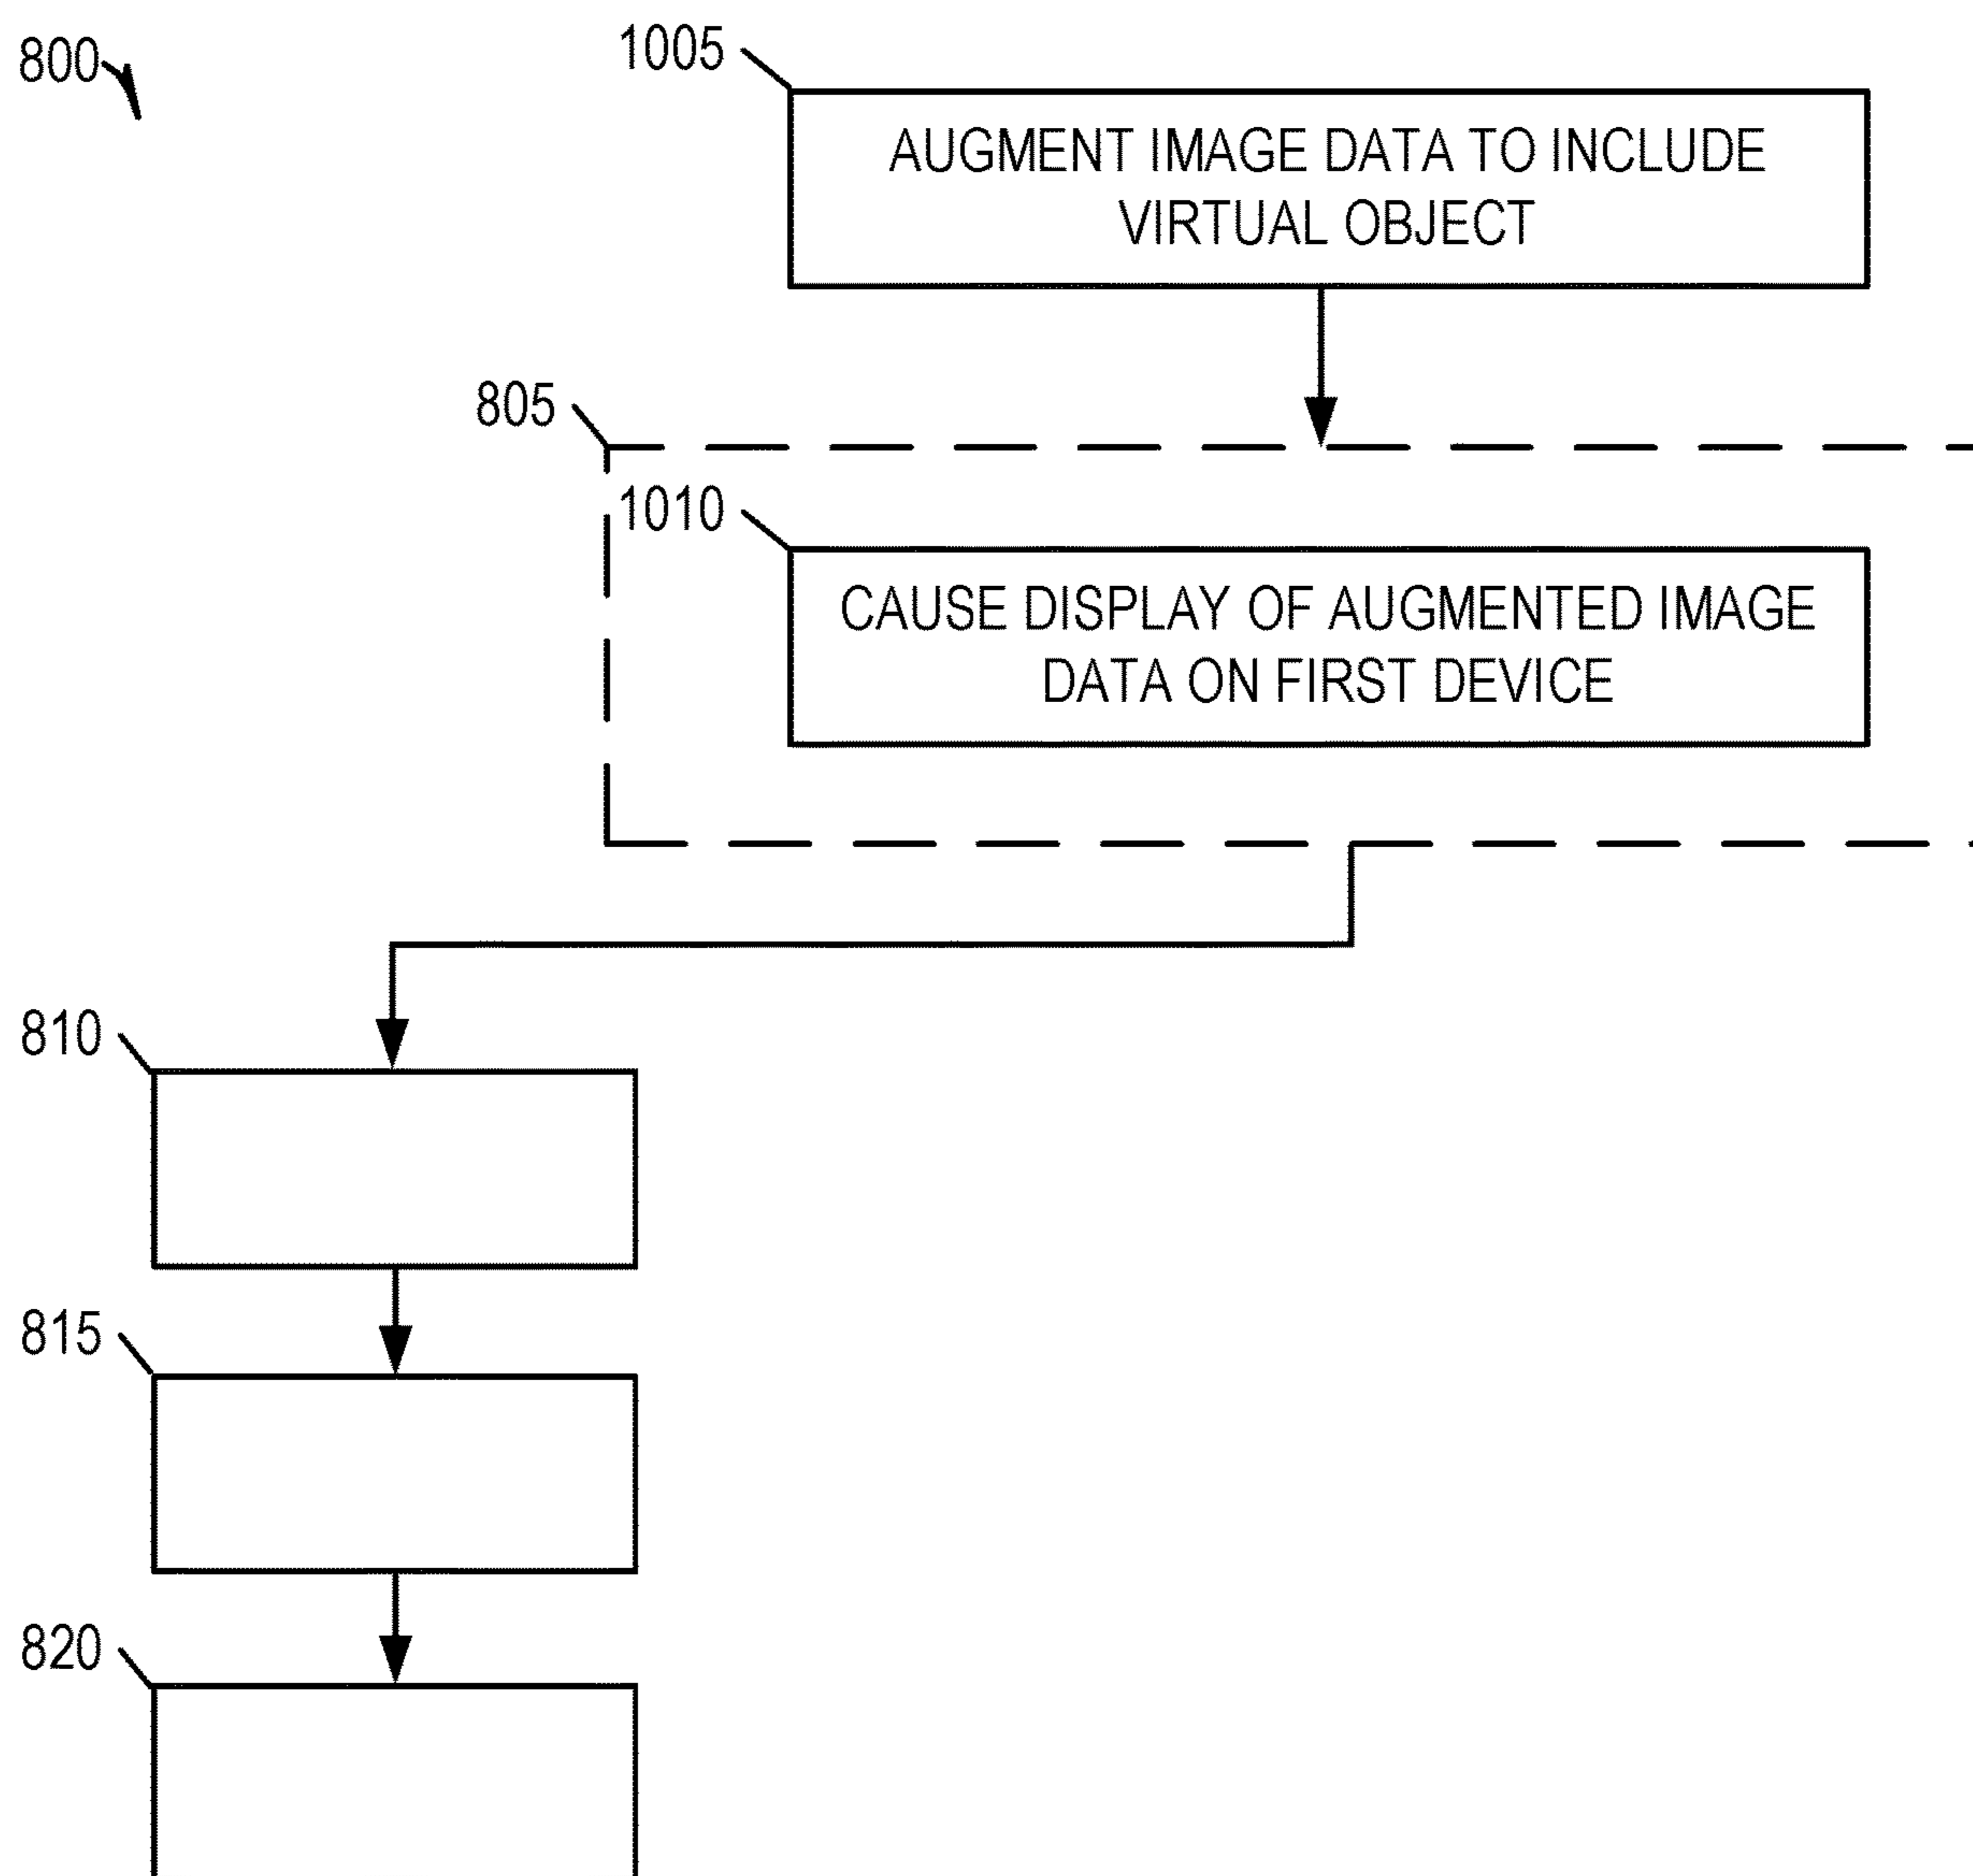 800
1005
AUGMENT IMAGE DATA TO INCLUDE
VIRTUAL OBJECT
805
1010
CAUSE DISPLAY OF AUGMENTED IMAGE
DATA ON FIRST DEVICE
810
815
820